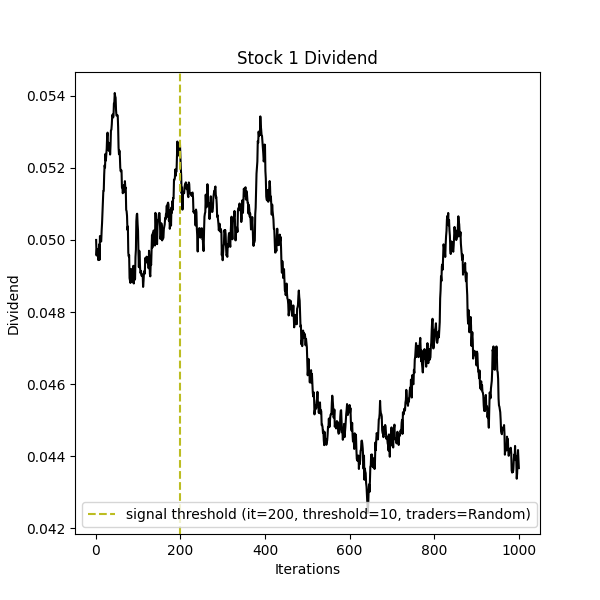 Stock 1 Dividend
0.054
0.052
0.050
0.048
0.046
0.044
0.042
Dividend
signal threshold (it=200, threshold=10, traders=Random)
0 200 400 600 800 1000
Iterations